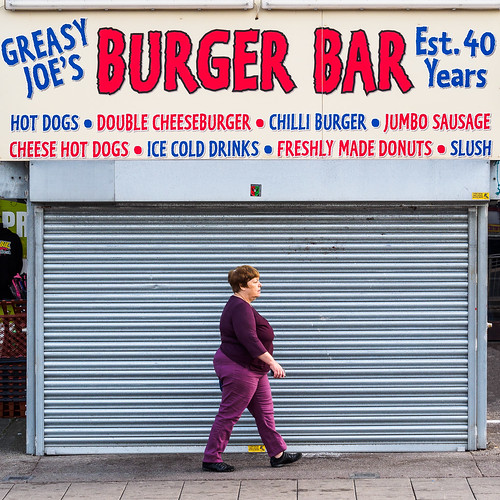 GREASY JOE'S BURGER BAR Est. 40 Years
HOT DOGS • DOUBLE CHEESEBURGER • CHILLI BURGER • JUMBO SAUSAGE
CHEESE HOT DOGS • ICE COLD DRINKS • FRESHLY MADE DONUTS • SLUSH